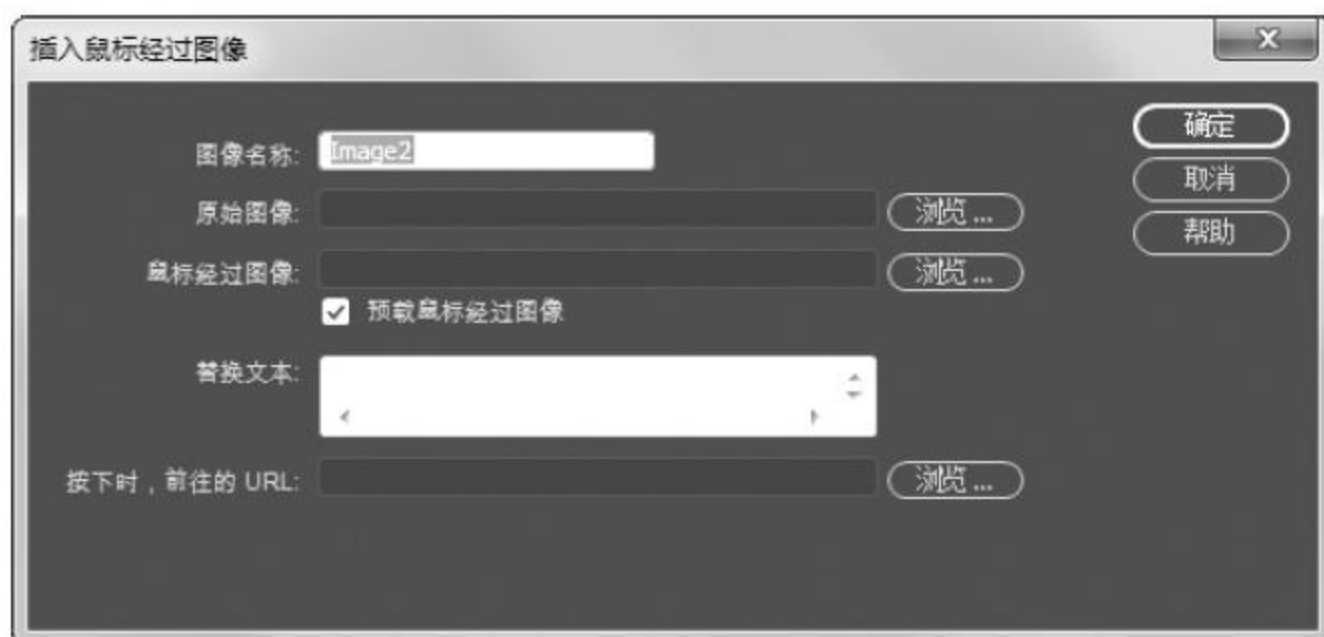 插入鼠标经过图像
图像名称: Image2
确定
原始图像: 浏览...
取消
鼠标经过图像: 浏览...
帮助
预载鼠标经过图像
替换文本:
按下时，前往的 URL: 浏览...